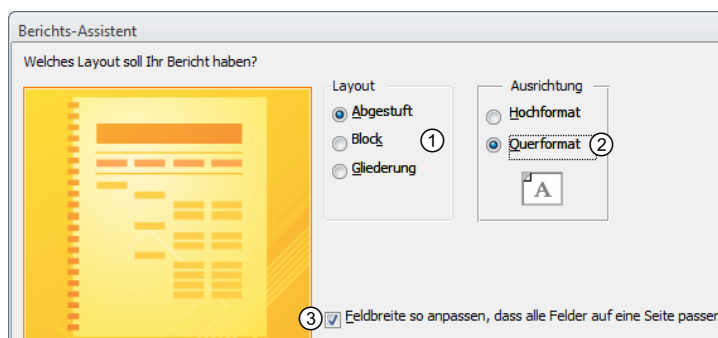 Berichts-Assistent
Welches Layout soll Ihr Bericht haben?
Layout
Abgestuft
Block
Gliederung
1
Ausrichtung
Hochformat
Querformat
2
A
3
Feldbreite so anpassen, dass alle Felder auf eine Seite passen